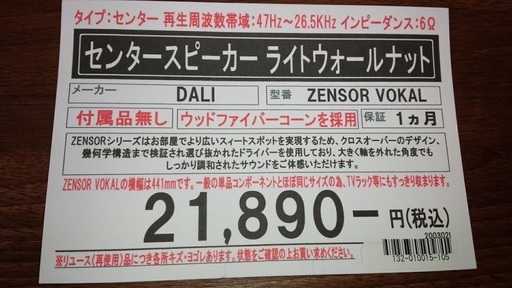 タイプ:センター 再生周波数帯域:47Hz～26.5KHz インピーダンス:6Ω
センタースピーカー ライトウォールナット
メーカー DALI 型番 ZENSOR VOKAL
付属品無し ウッドファイバーコーンを採用 保証 1ヵ月
ZENSORシリーズはお部屋でより広いスィートスポットを実現するため、クロスオーバーのデザイン、
幾何学構造まで検証され選び抜かれたドライバーを使用しており、大きく軸を外れた角度でも
しっかり調和されたサウンドをご体感いただけます。
ZENSOR VOKALの横幅は441mmです。一般の単品コンポーネントとほぼ同じサイズの為、TVラック等にもすっきり収まります。
21,890-円(税込)
2003021
132-010015-105
※リユース(再使用)品につき各所キズ・ヨゴレあります。状態をご確認の上お買い求めください。